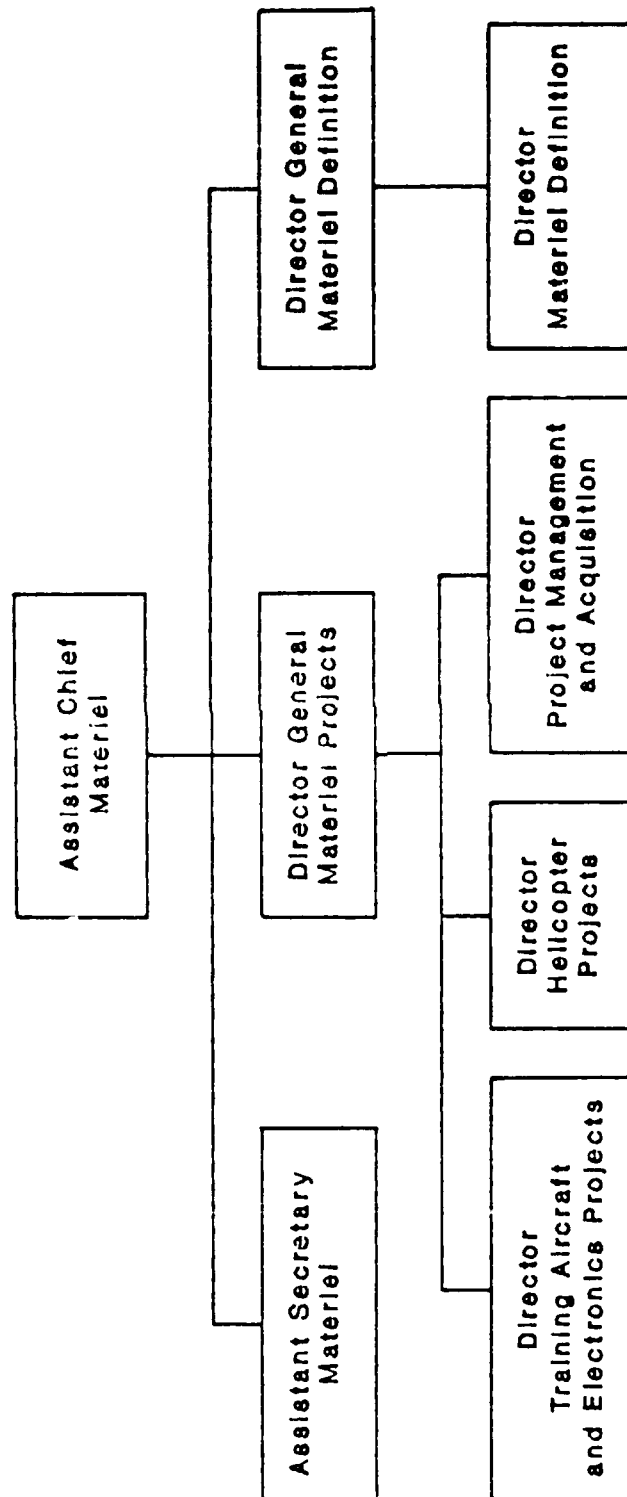 Assistant Chief
Materiel
Assistant Secretary
Materiel
Director General
Materiel Projects
Director General
Materiel Definition
Director
Training Aircraft
and Electronics Projects
Director
Helicopter
Projects
Director
Project Management
and Acquisition
Director
Materiel Definition